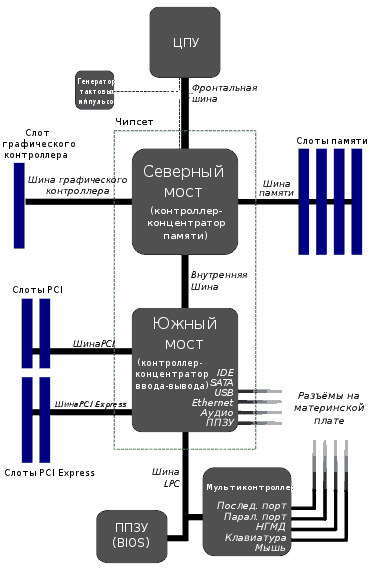 ЦПУ
Генератор
тактовых
импульсов
Фронтальная
шина
Чипсет
Слот
графического
контроллера
Слоты памяти
Шина графического
контроллера
Северный
мост
(контроллер-
концентратор
памяти)
Шина
памяти
Внутренняя
Шина
Слоты PCI
Южный
мост
(контроллер-
концентратор
ввода-вывода)
ШинаPCI
IDE
SATA
USB
Ethernet
Аудио
ППЗУ
ШинаPCI Express
Разъёмы на
материнской
плате
Слоты PCI Express
Шина
LPC
Мультиконтроллер
Послед. порт
Парал. порт
НГМД
Клавиатура
Мышь
ППЗУ
(BIOS)